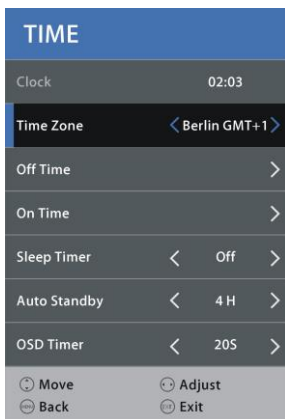 TIME
Clock 02:03
Time Zone Berlin GMT+1
Off Time
On Time
Sleep Timer Off
Auto Standby 4 H
OSD Timer 20S
Move Adjust
Back Exit